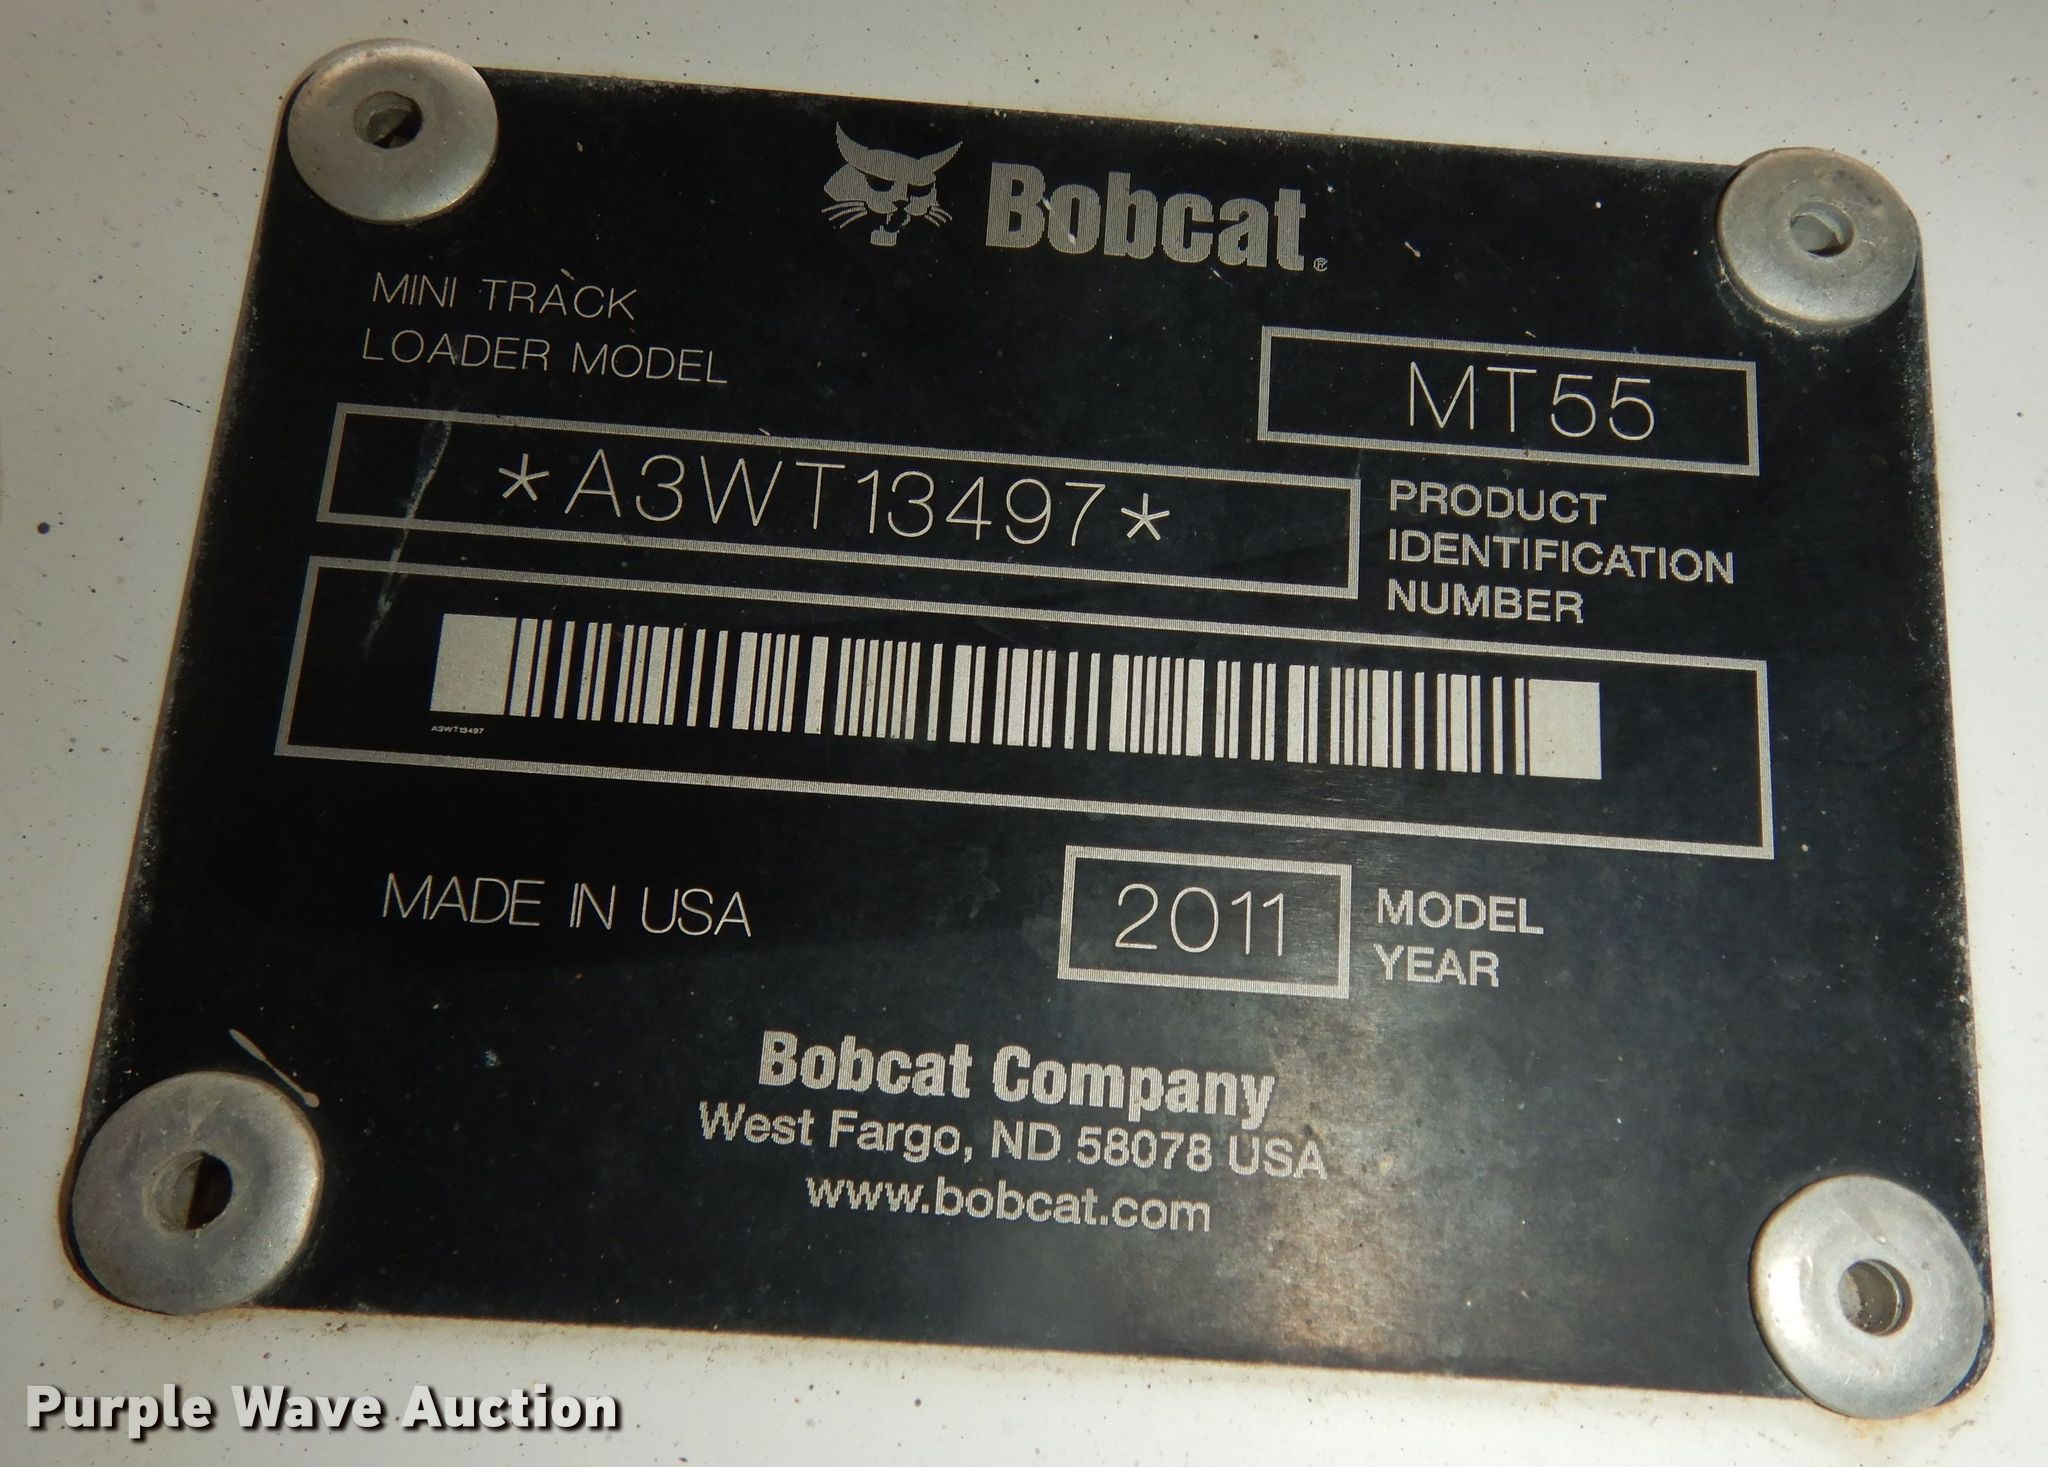 Bobcat®
MINI TRACK
LOADER MODEL
MT55
*A3WT13497*
PRODUCT
IDENTIFICATION
NUMBER
A3WT13497
MADE IN USA
2011
MODEL
YEAR
Bobcat Company
West Fargo, ND 58078 USA
www.bobcat.com
Purple Wave Auction